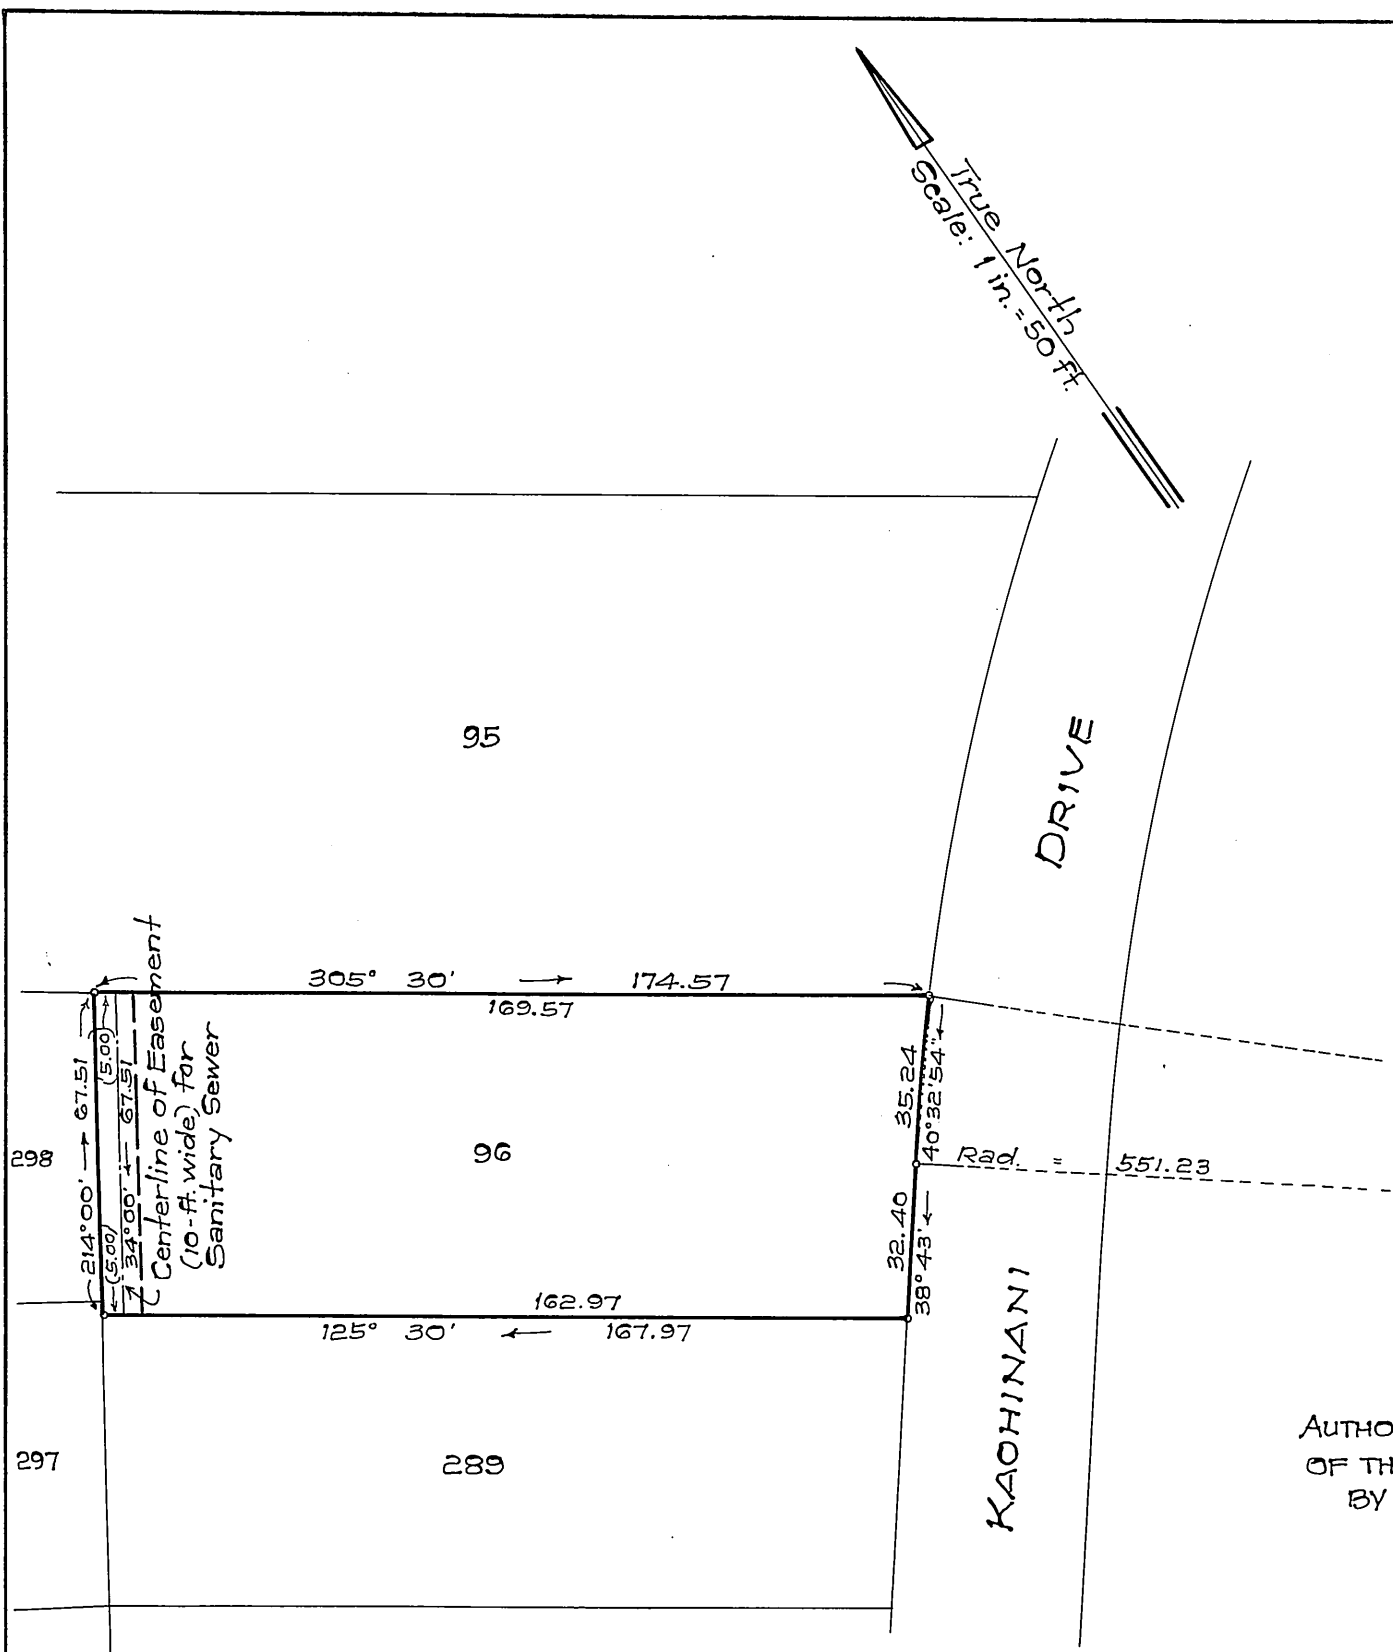 True North
Scale: 1 in. = 50 ft.
95
DRIVE
305° 30' → 174.57
169.57
Centerline of Easement
(10-ft. wide) for
Sanitary Sewer
214°00' → 67.51
(5.00)
34°00' ← 67.51
(5.00)
298
96
35.24
40°32'54"
Rad. = 551.23
32.40
38°43' ←
162.97
125° 30' ← 167.97
KAOHINANI
297
289
AUTHO
OF TH
BY